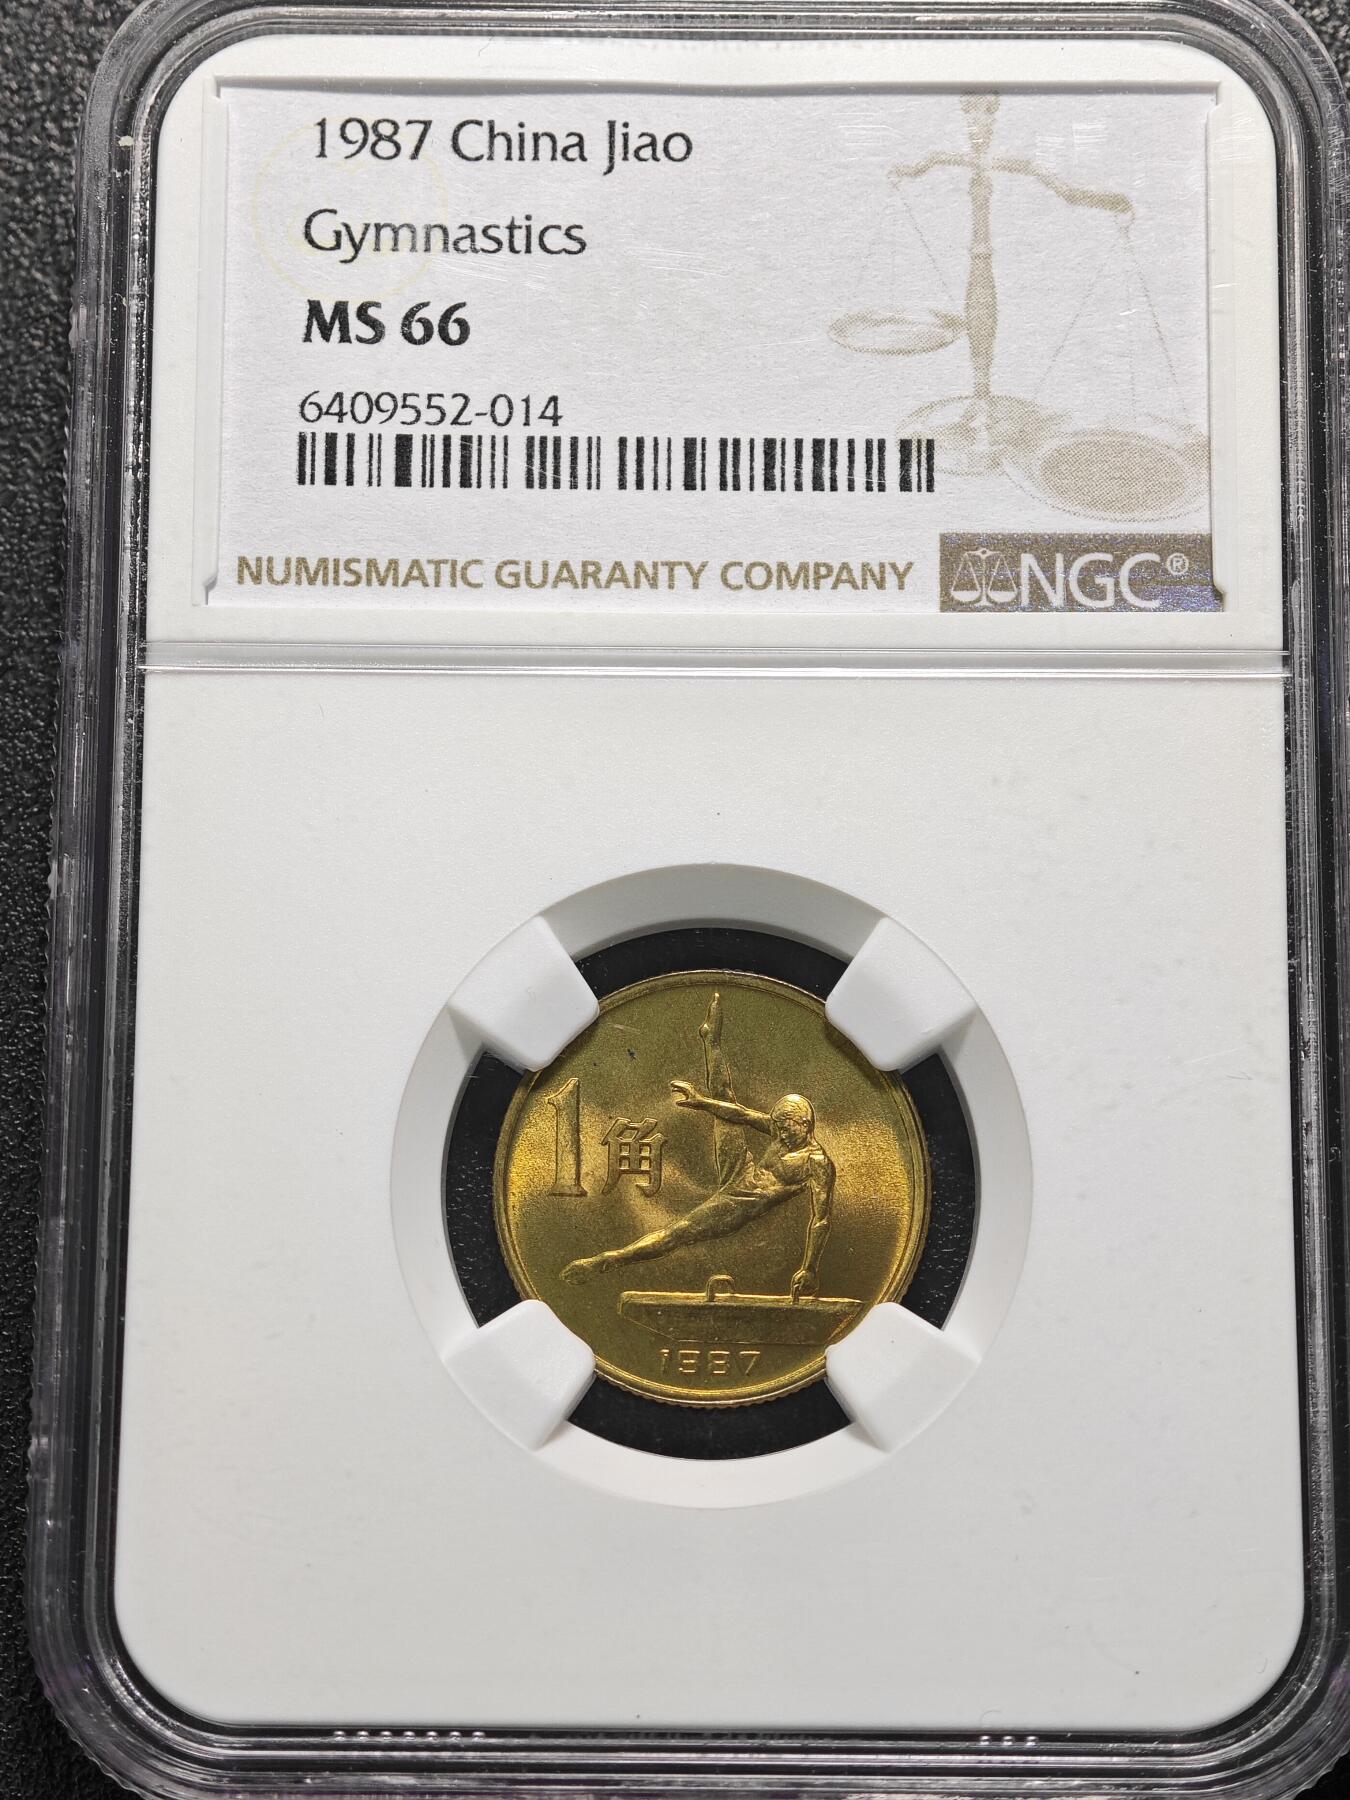 1987 China Jiao
Gymnastics
MS 66
6409552-014
NUMISMATIC GUARANTY COMPANY
NGC®
1角
1987